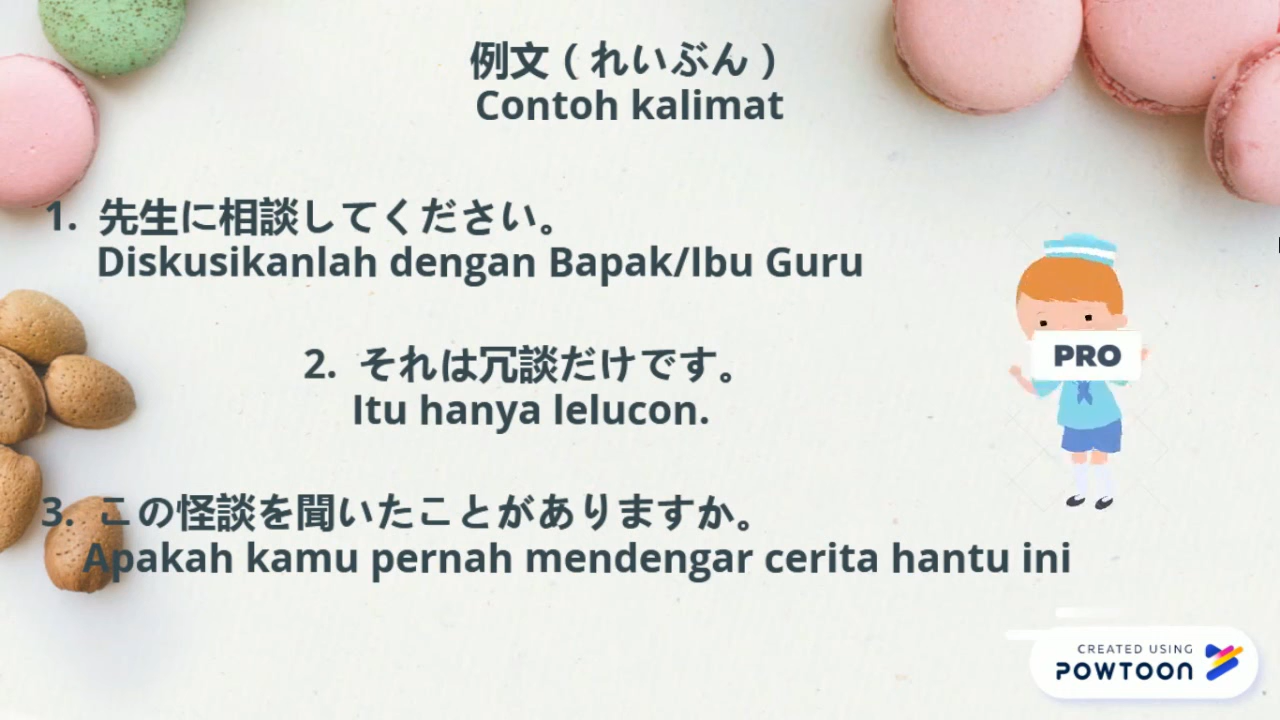 例文 ( れいぶん )
Contoh kalimat
1. 先生に相談してください。
Diskusikanlah dengan Bapak/Ibu Guru
2. それは冗談だけです。
Itu hanya lelucon.
3. この怪談を聞いたことがありますか。
Apakah kamu pernah mendengar cerita hantu ini
PRO
CREATED USING
POWTOON